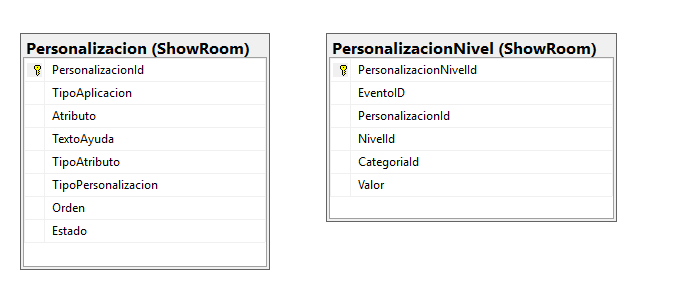 Personalizacion (ShowRoom)
PersonalizacionId
TipoAplicacion
Atributo
TextoAyuda
TipoAtributo
TipoPersonalizacion
Orden
Estado
PersonalizacionNivel (ShowRoom)
PersonalizacionNivelId
EventoID
PersonalizacionId
NivelId
CategoriaId
Valor